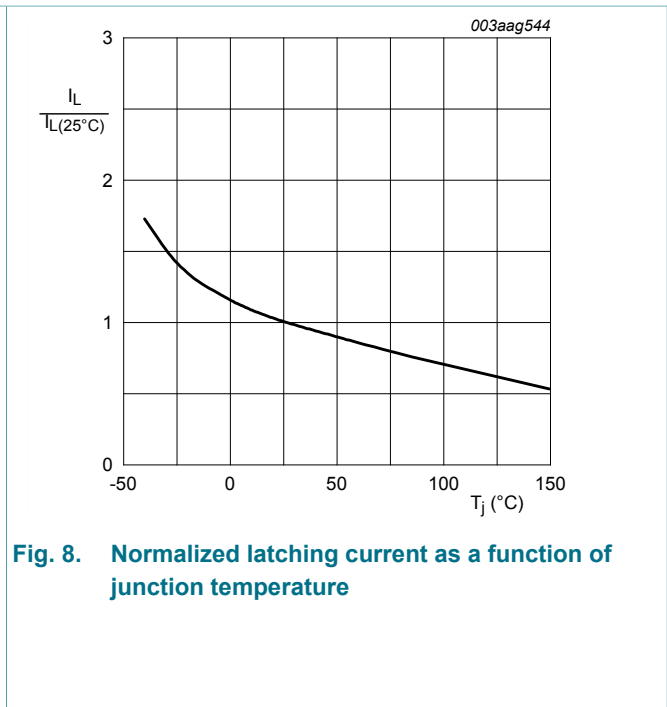 003aag544
3
I_L
I_L(25°C)
2
1
0
-50 0 50 100 150
T_j (°C)
Fig. 8. Normalized latching current as a function of
junction temperature